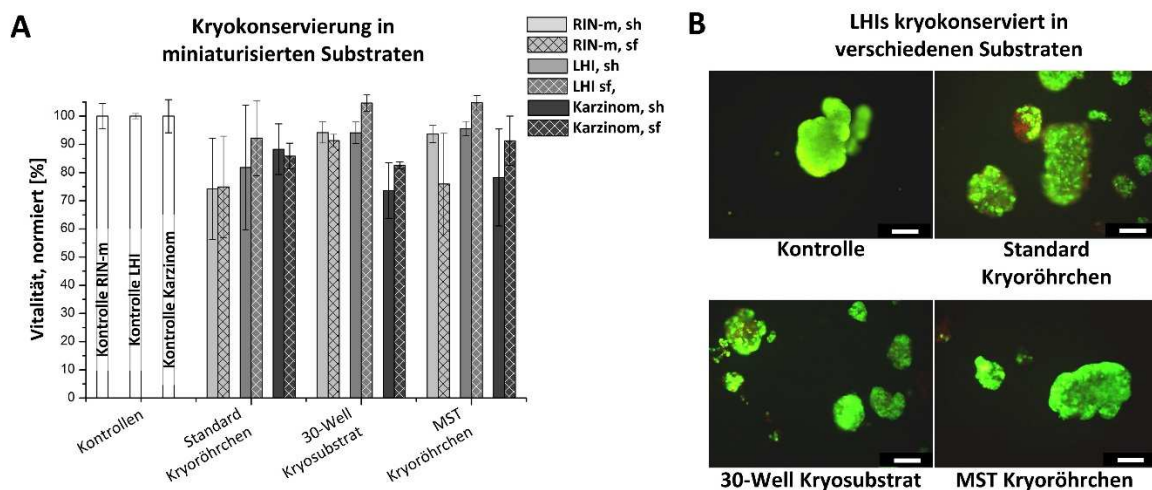 A
Kryokonservierung in
miniaturisierten Substraten
RIN-m, sh
RIN-m, sf
LHI, sh
LHI sf,
Karzinom, sh
Karzinom, sf
Vitalität, normiert [%]
100
90
80
70
60
50
40
30
20
10
0
Kontrolle RIN-m
Kontrolle LHI
Kontrolle Karzinom
Kontrollen
Standard
Kryoröhrchen
30-Well
Kryosubstrat
MST
Kryoröhrchen
B
LHIs kryokonserviert in
verschiedenen Substraten
Kontrolle
Standard
Kryoröhrchen
30-Well Kryosubstrat
MST Kryoröhrchen